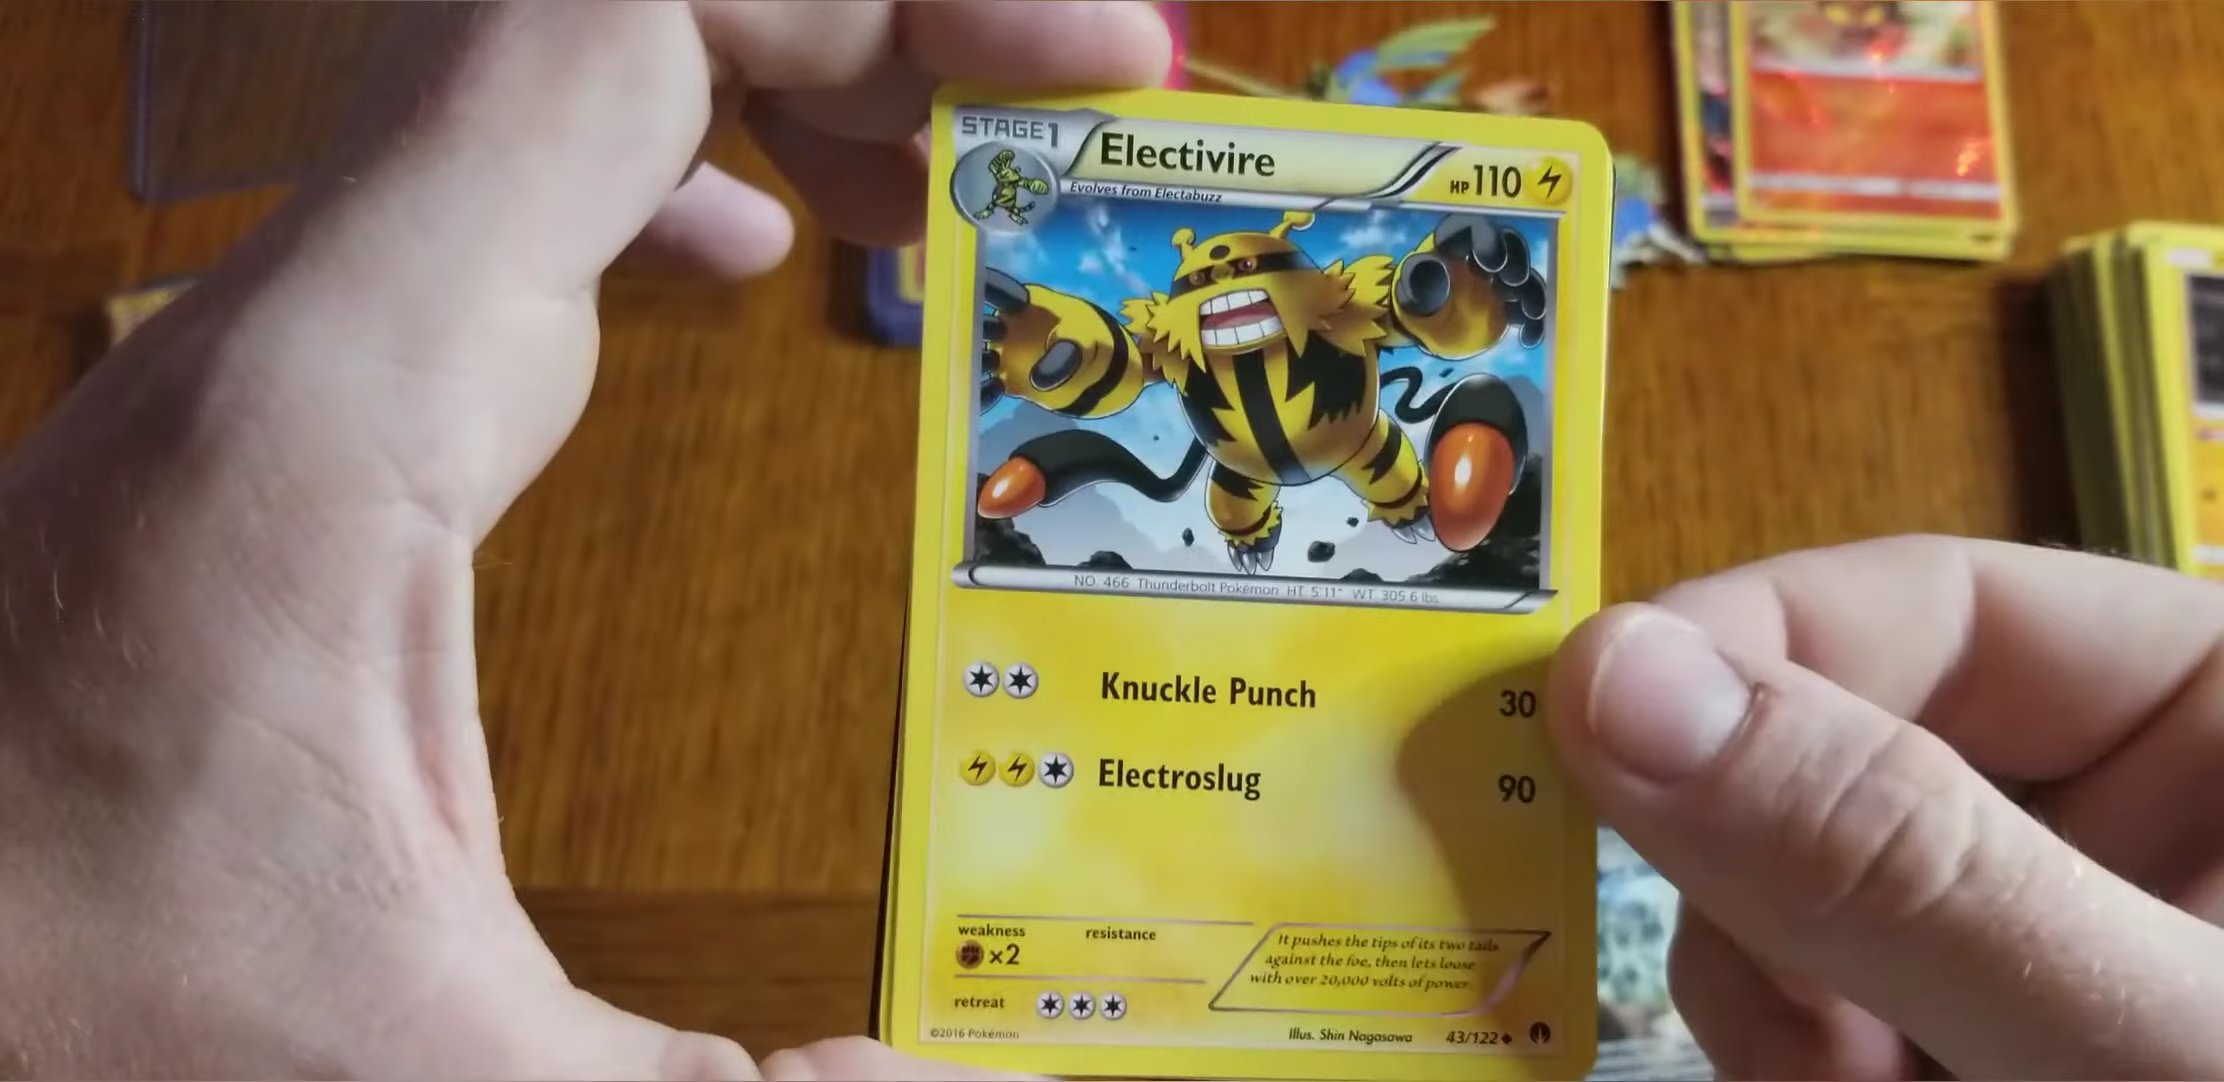 STAGE1
Electivire
HP110
Evolves from Electabuzz
NO. 466 Thunderbolt Pokémon HT. 5'11" WT. 305.6 lbs
Knuckle Punch 30
Electroslug 90
weakness resistance
×2
It pushes the tips of its two tails
against the foe, then lets loose
with over 20,000 volts of power.
retreat
©2016 Pokémon Illus. Shin Nagasawa 43/122